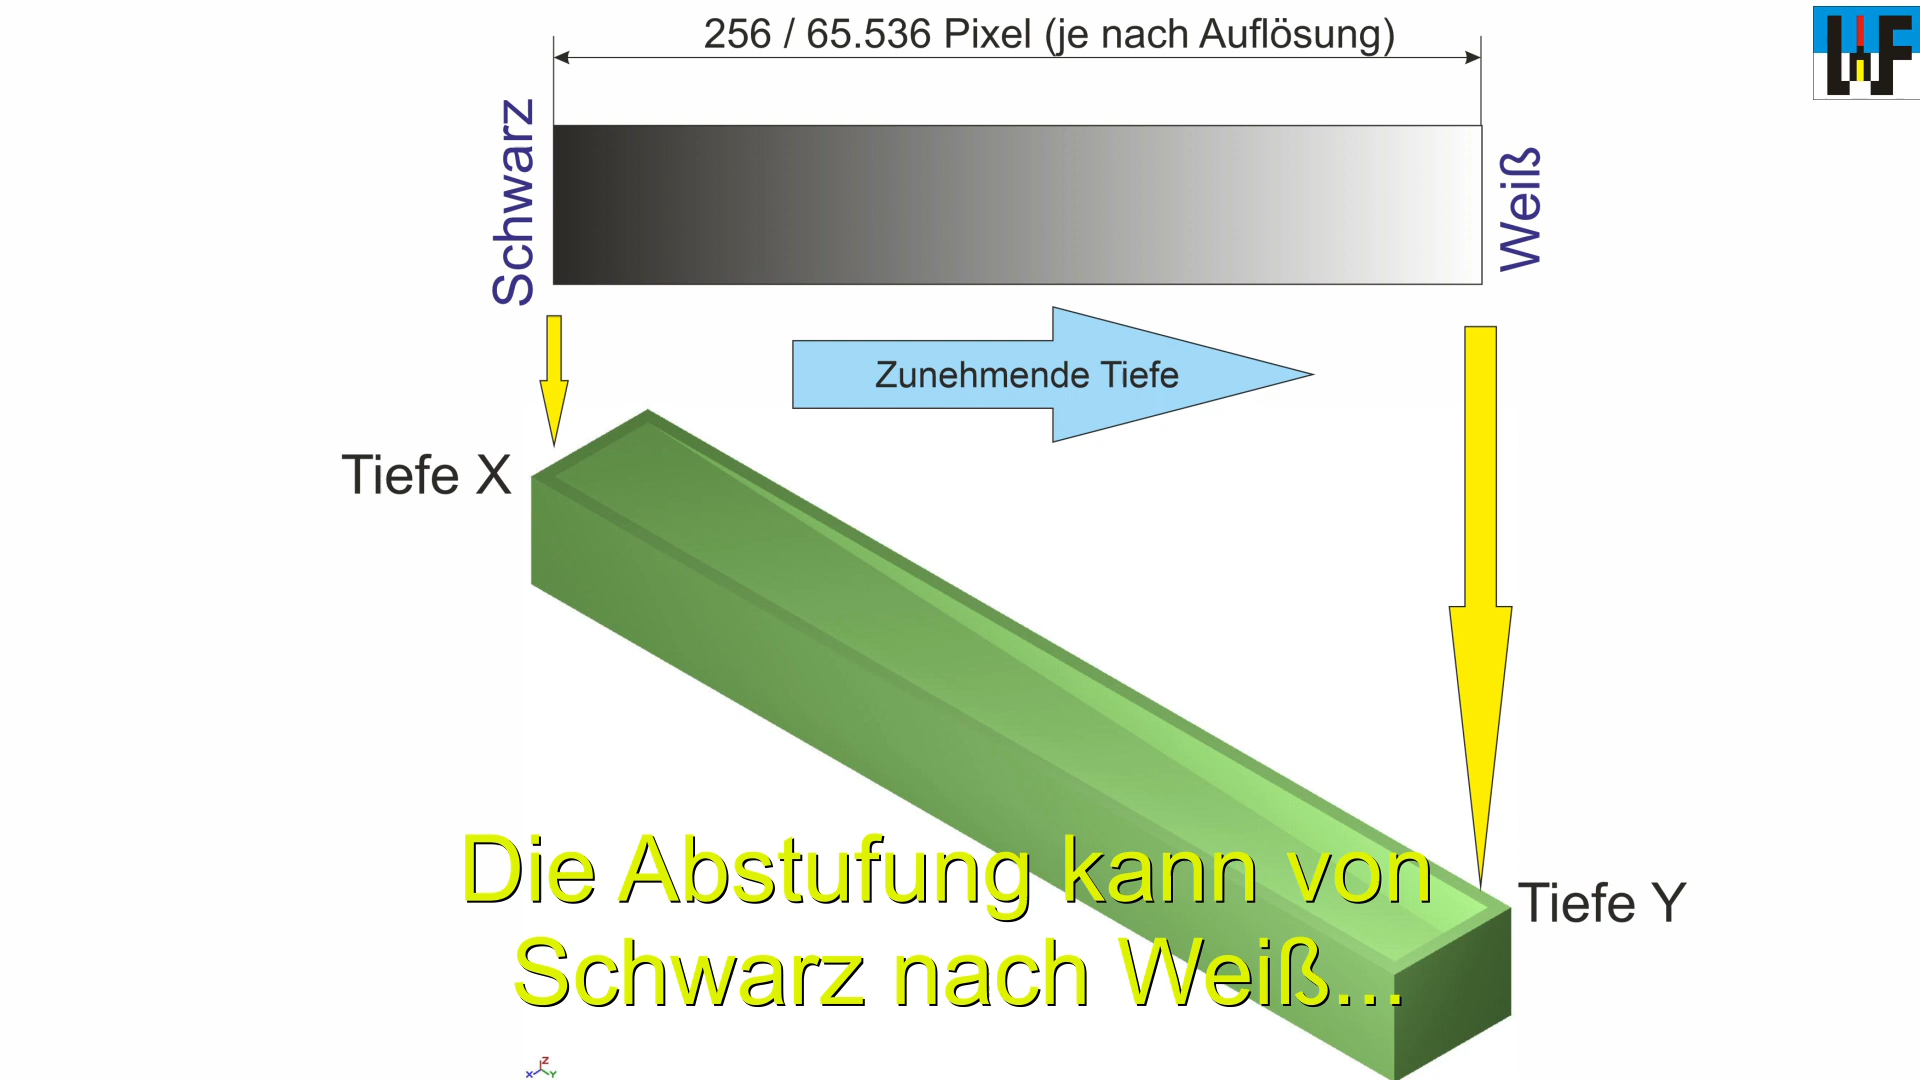 256 / 65.536 Pixel (je nach Auflösung)
Schwarz
Weiß
Zunehmende Tiefe
Tiefe X
Tiefe Y
Die Abstufung kann von
Schwarz nach Weiß...
Z
X Y